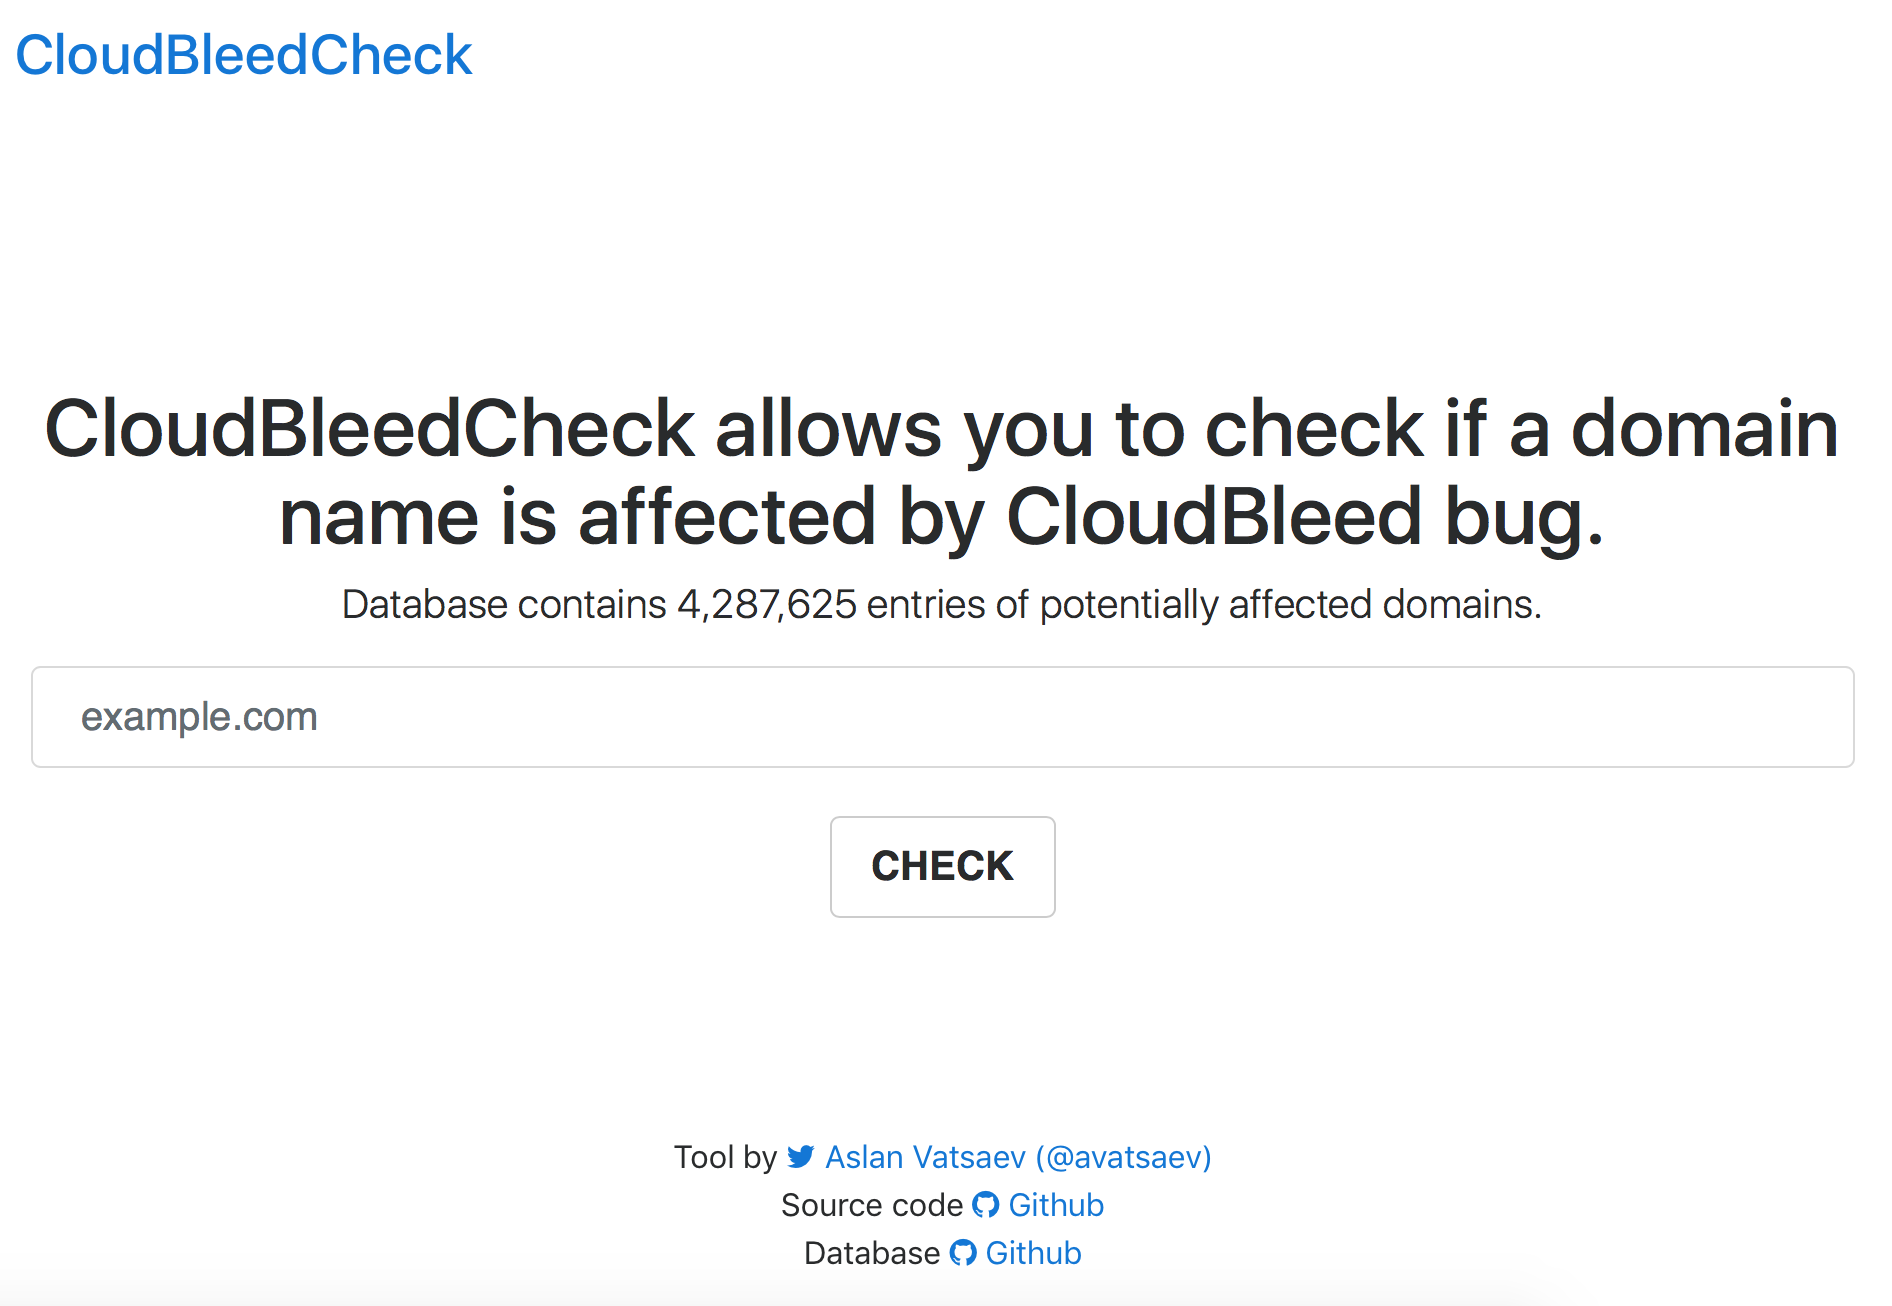 CloudBleedCheck
CloudBleedCheck allows you to check if a domain
name is affected by CloudBleed bug.
Database contains 4,287,625 entries of potentially affected domains.
example.com
CHECK
Tool by Aslan Vatsaev (@avatsaev)
Source code Github
Database Github